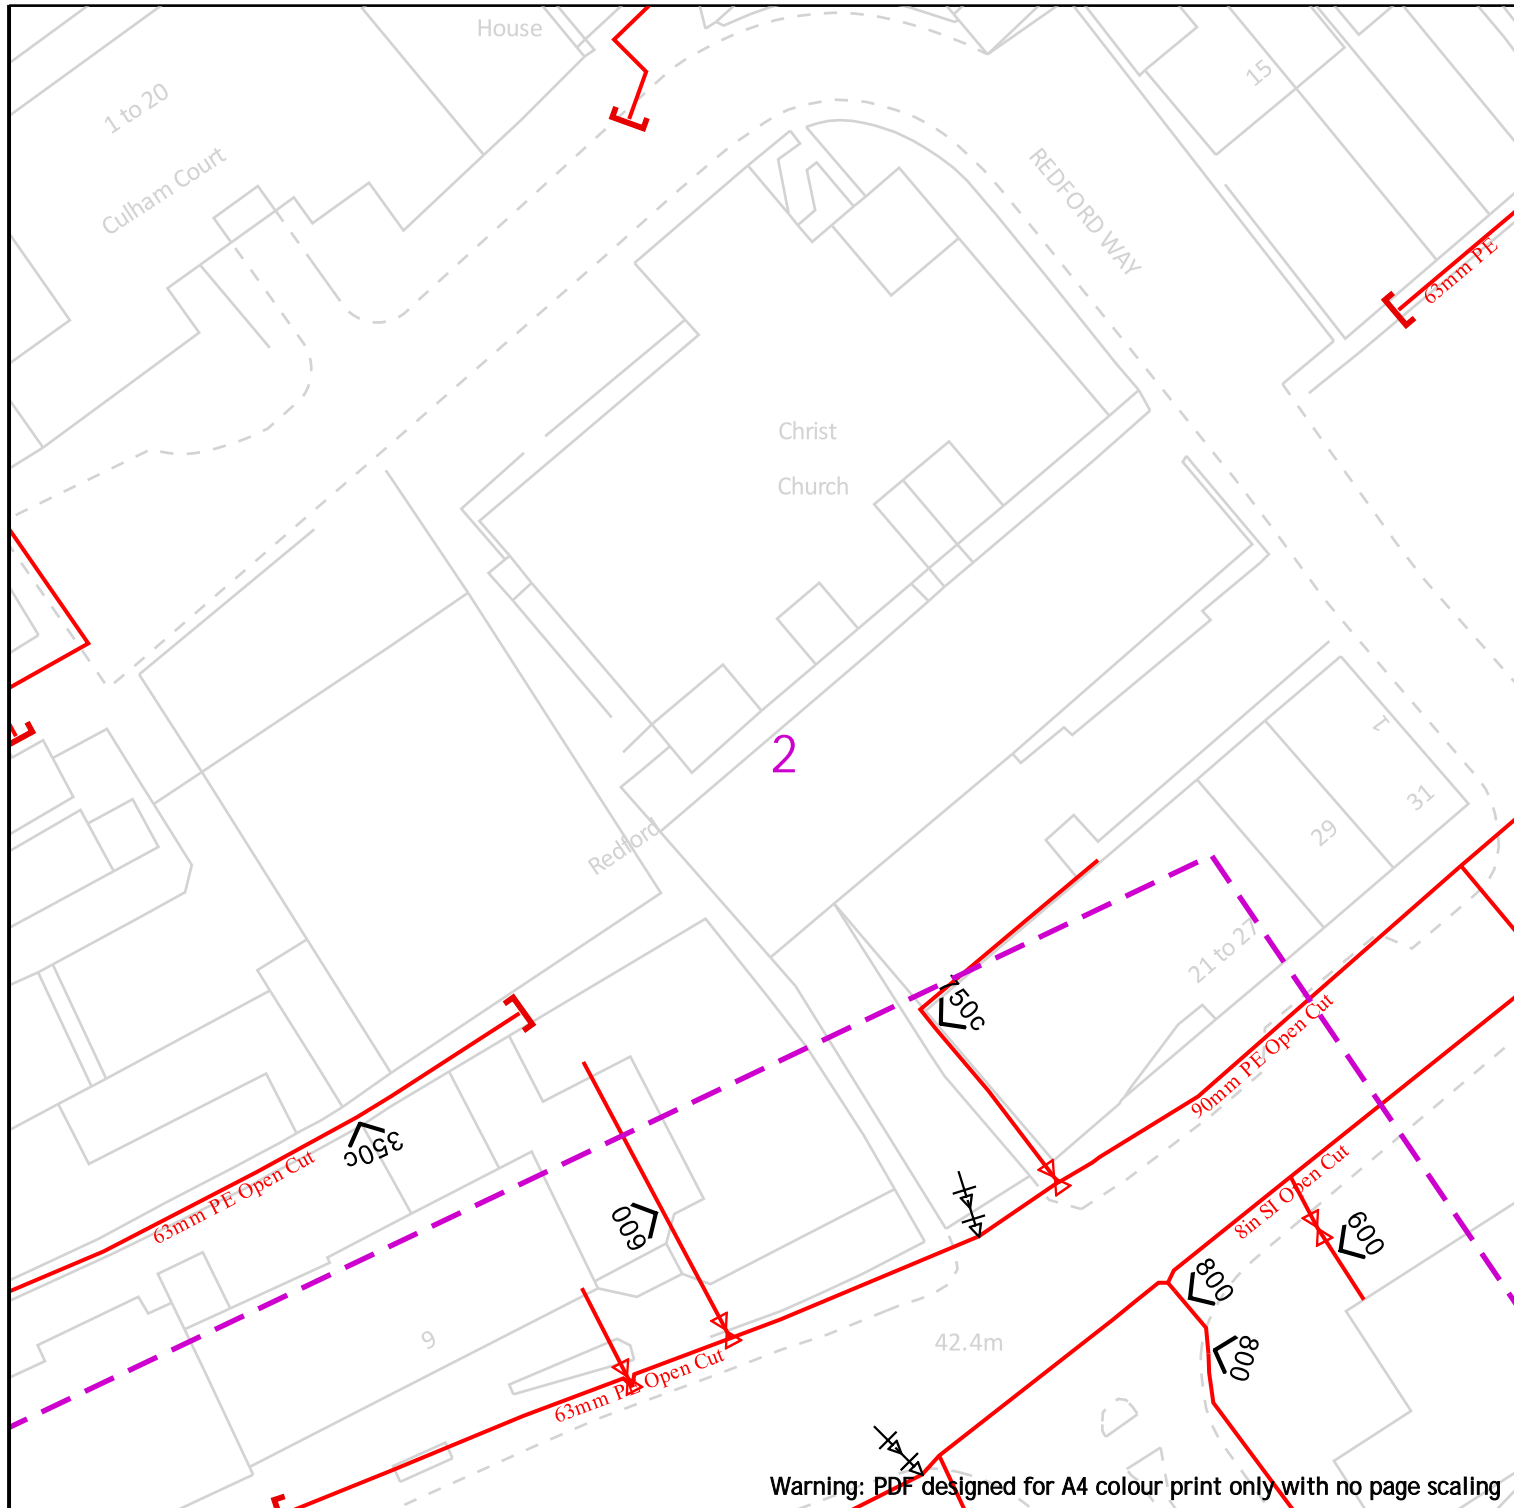 House
1 to 20
Culham Court
15
REDFORD WAY
63mm PE
Christ
Church
2
1
31
29
Redford
21 to 27
750c
90mm PE Open Cut
350c
63mm PE Open Cut
600
8in SI Open Cut
600
800
800
9
42.4m
63mm PE Open Cut
Warning: PDF designed for A4 colour print only with no page scaling